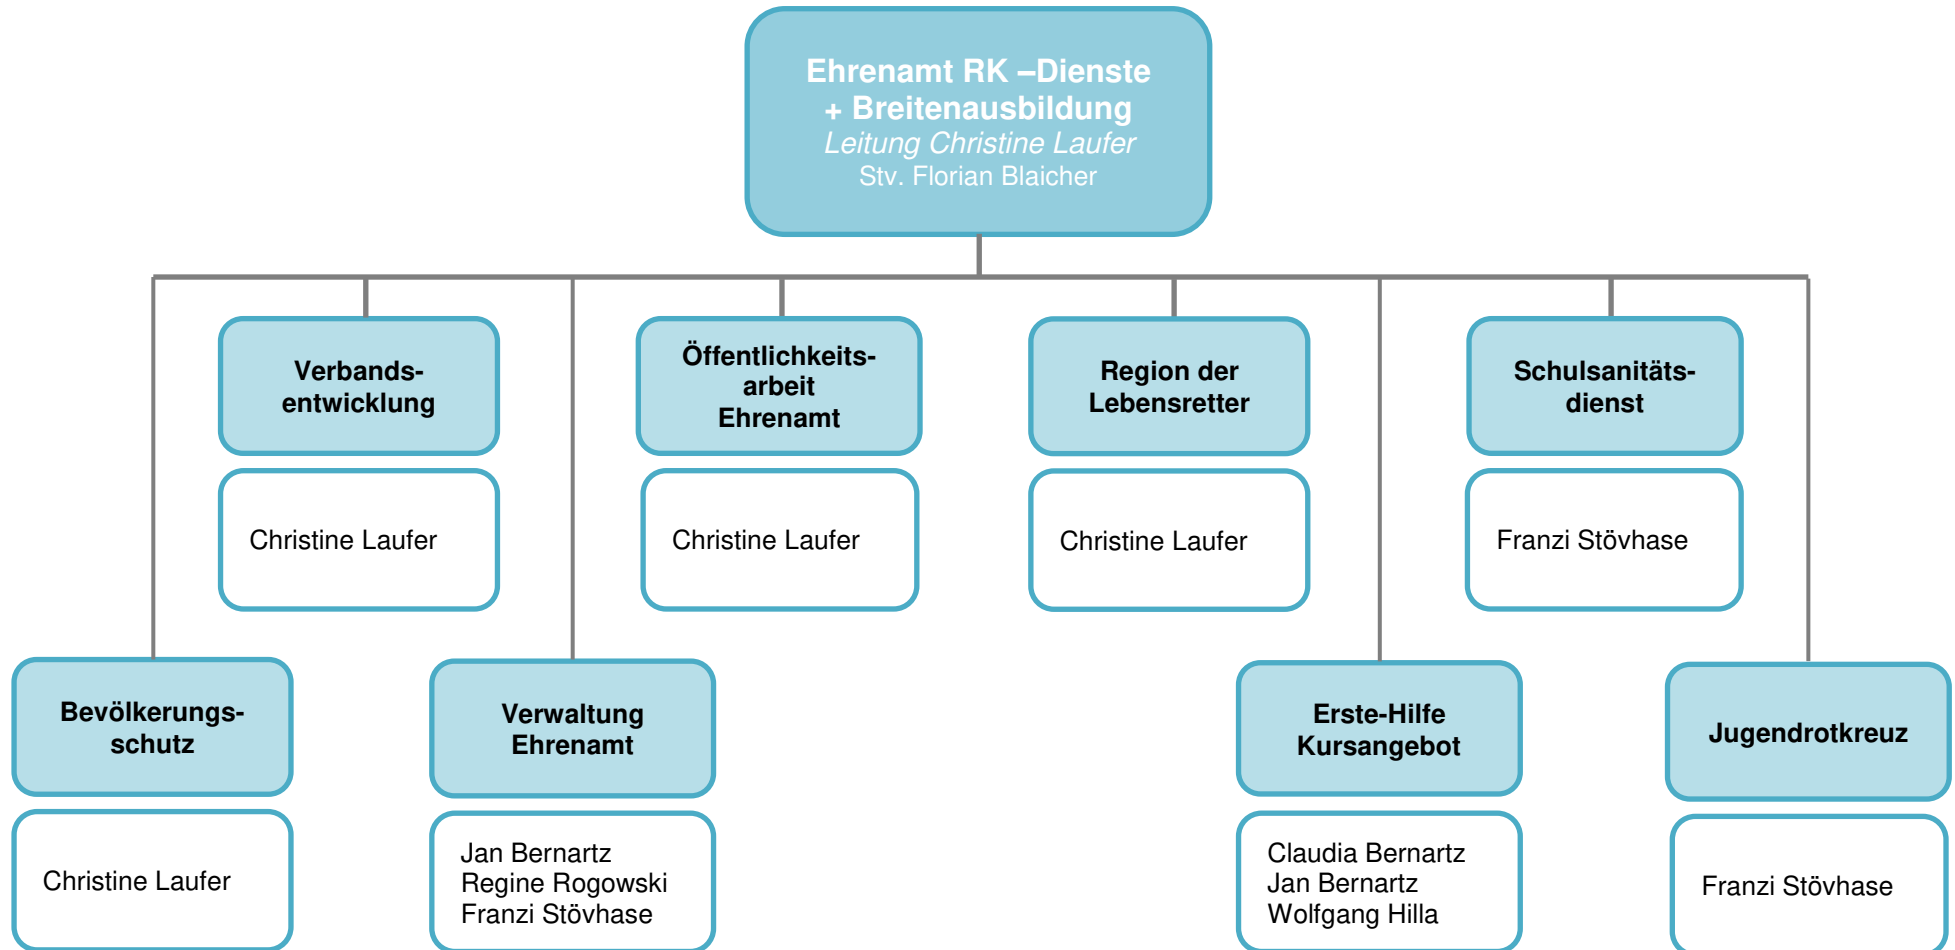 Ehrenamt RK –Dienste
+ Breitenausbildung
Leitung Christine Laufer
Stv. Florian Blaicher
Verbands-
entwicklung
Christine Laufer
Öffentlichkeits-
arbeit
Ehrenamt
Christine Laufer
Region der
Lebensretter
Christine Laufer
Schulsanitäts-
dienst
Franzi Stövhase
Bevölkerungs-
schutz
Christine Laufer
Verwaltung
Ehrenamt
Jan Bernartz
Regine Rogowski
Franzi Stövhase
Erste-Hilfe
Kursangebot
Claudia Bernartz
Jan Bernartz
Wolfgang Hilla
Jugendrotkreuz
Franzi Stövhase